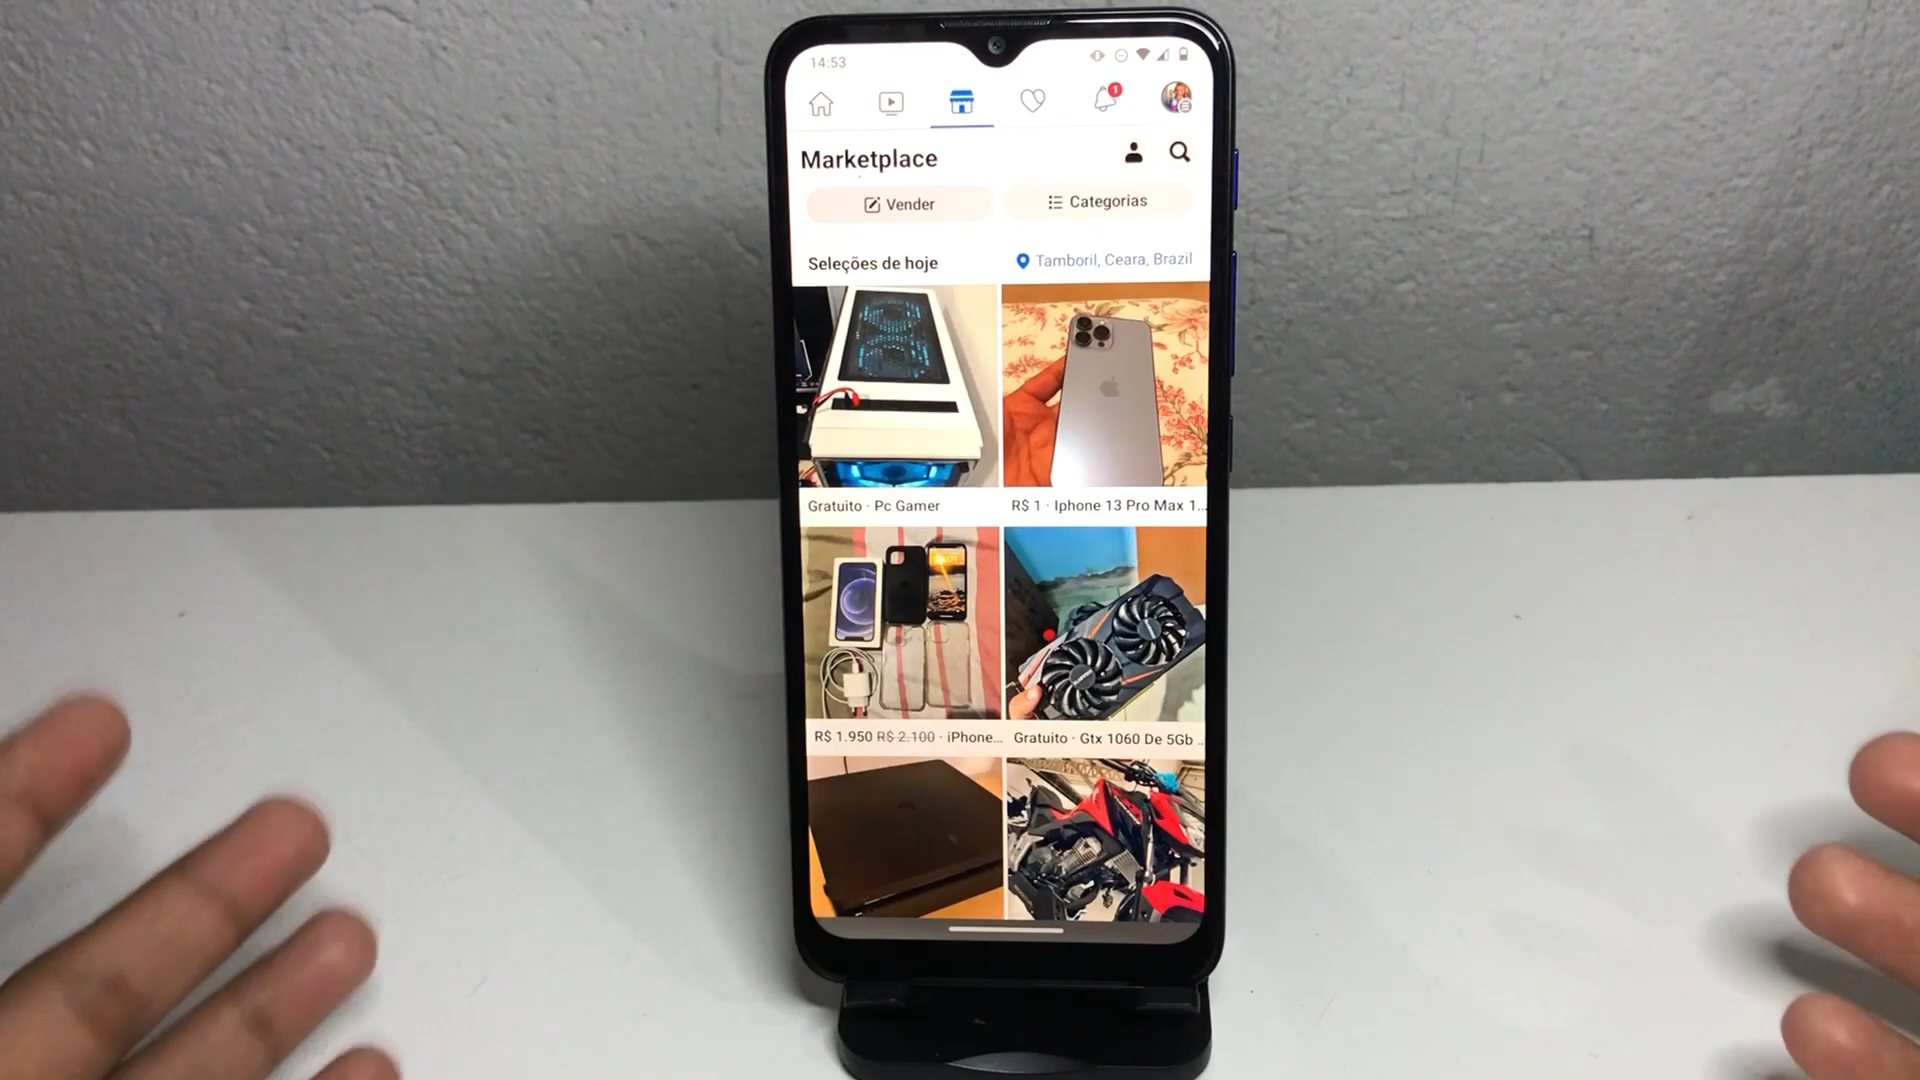 14:53
1
Marketplace
Vender
Categorias
Seleções de hoje
Tamboril, Ceara, Brazil
Gratuito · Pc Gamer
R$ 1 · Iphone 13 Pro Max 1...
R$ 1.950 R$ 2.100 · iPhone...
Gratuito · Gtx 1060 De 5Gb ..